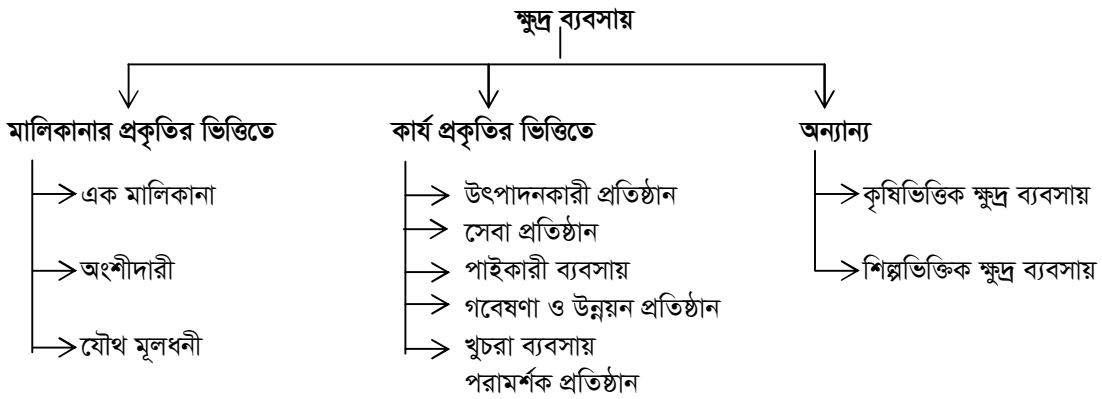 ক্ষুদ্র ব্যবসায়
মালিকানার প্রকৃতির ভিত্তিতে
এক মালিকানা
অংশীদারী
যৌথ মূলধনী
কার্য প্রকৃতির ভিত্তিতে
উৎপাদনকারী প্রতিষ্ঠান
সেবা প্রতিষ্ঠান
পাইকারী ব্যবসায়
গবেষণা ও উন্নয়ন প্রতিষ্ঠান
খুচরা ব্যবসায়
পরামর্শক প্রতিষ্ঠান
অন্যান্য
কৃষিভিত্তিক ক্ষুদ্র ব্যবসায়
শিল্পভিক্তিক ক্ষুদ্র ব্যবসায়